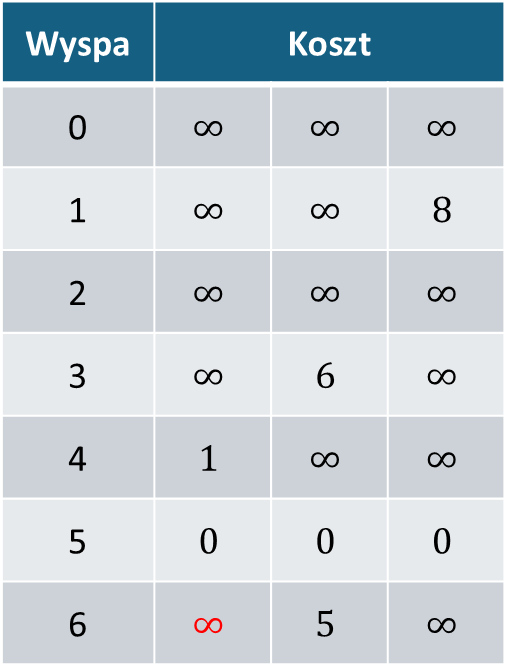 Wyspa Koszt
0 ∞ ∞ ∞
1 ∞ ∞ 8
2 ∞ ∞ ∞
3 ∞ 6 ∞
4 1 ∞ ∞
5 0 0 0
6 ∞ 5 ∞